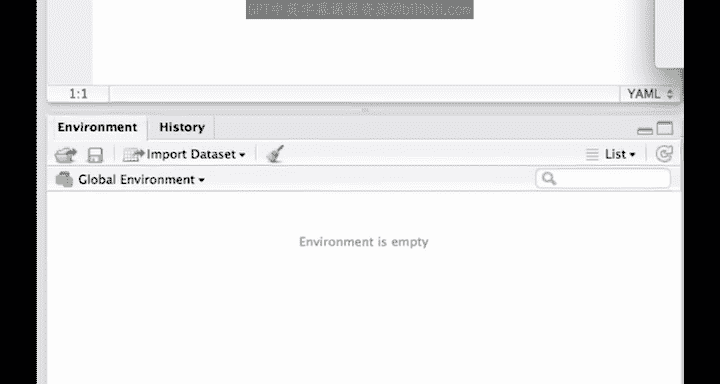 1:1 YAML
Environment History
Import Dataset List
Global Environment
Environment is empty